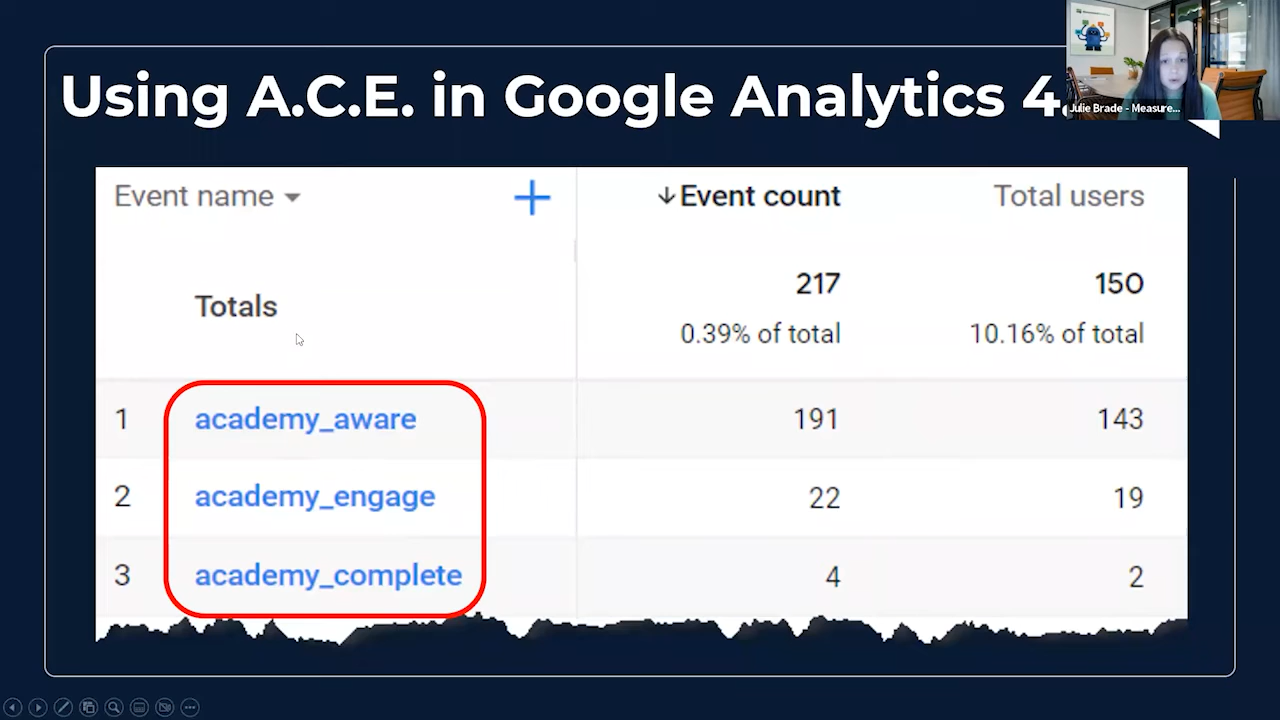 Using A.C.E. in Google Analytics 4
Julie Brade - Measure...
Event name
Event count
Total users
Totals
217
150
0.39% of total
10.16% of total
1
academy_aware
191
143
2
academy_engage
22
19
3
academy_complete
4
2